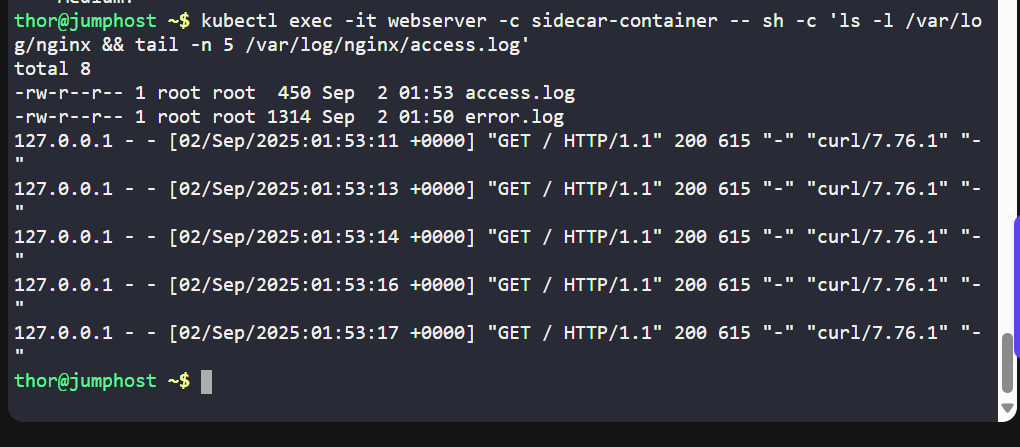 Medium.
thor@jumphost ~$ kubectl exec -it webserver -c sidecar-container -- sh -c 'ls -l /var/lo
g/nginx && tail -n 5 /var/log/nginx/access.log'
total 8
-rw-r--r-- 1 root root  450 Sep  2 01:53 access.log
-rw-r--r-- 1 root root 1314 Sep  2 01:50 error.log
127.0.0.1 - - [02/Sep/2025:01:53:11 +0000] "GET / HTTP/1.1" 200 615 "-" "curl/7.76.1" "-
"
127.0.0.1 - - [02/Sep/2025:01:53:13 +0000] "GET / HTTP/1.1" 200 615 "-" "curl/7.76.1" "-
"
127.0.0.1 - - [02/Sep/2025:01:53:14 +0000] "GET / HTTP/1.1" 200 615 "-" "curl/7.76.1" "-
"
127.0.0.1 - - [02/Sep/2025:01:53:16 +0000] "GET / HTTP/1.1" 200 615 "-" "curl/7.76.1" "-
"
127.0.0.1 - - [02/Sep/2025:01:53:17 +0000] "GET / HTTP/1.1" 200 615 "-" "curl/7.76.1" "-
"
thor@jumphost ~$